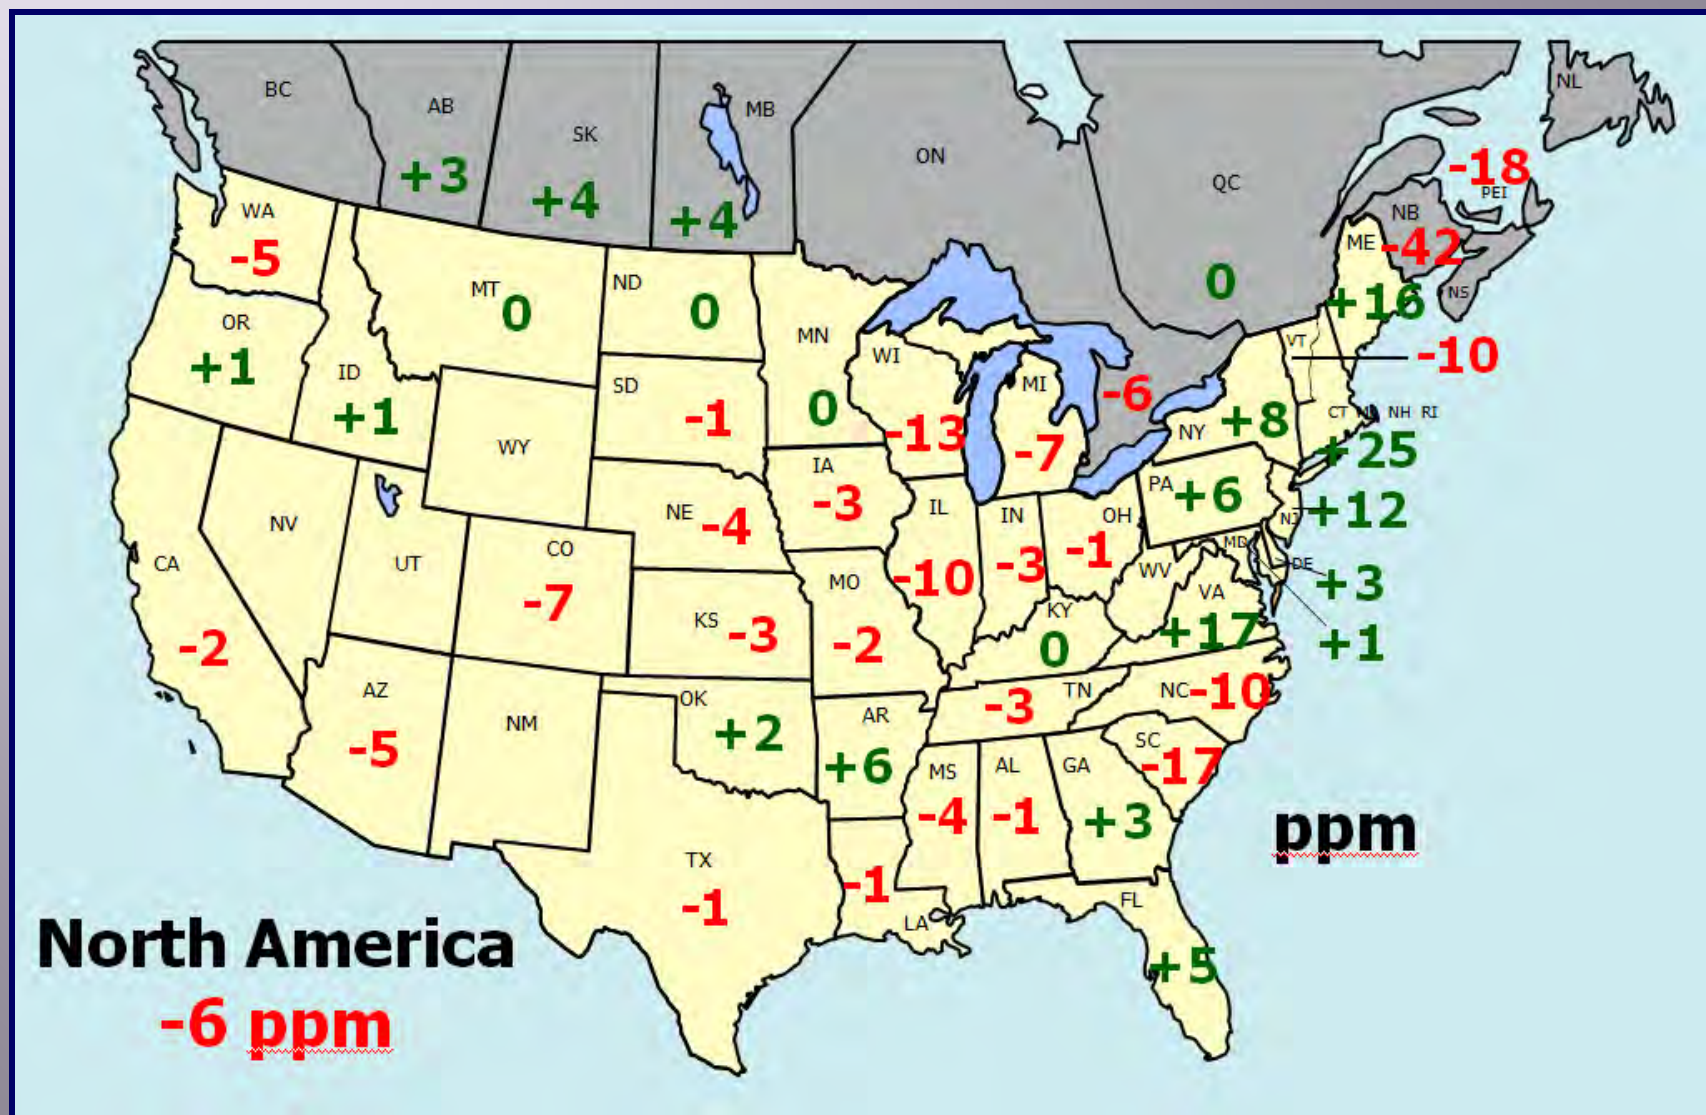 BC
AB
+3
SK
+4
MB
+4
ON
QC
0
NL
-18
PEI
NB
-42
NS
ME
+16
WA
-5
OR
+1
ID
+1
MT
0
ND
0
MN
0
WI
-13
MI
-7
-6
VT
-10
CT MA NH RI
+25
NY
+8
SD
-1
WY
NE
-4
IA
-3
IL
-10
IN
-3
OH
-1
PA
+6
NJ
+12
MD
DE
+3
+1
WV
VA
+17
KY
0
CA
-2
NV
UT
CO
-7
KS
-3
MO
-2
AZ
-5
NM
OK
+2
AR
+6
TN
-3
NC
-10
SC
-17
MS
-4
AL
-1
GA
+3
TX
-1
LA
-1
FL
+5
ppm
North America
-6 ppm